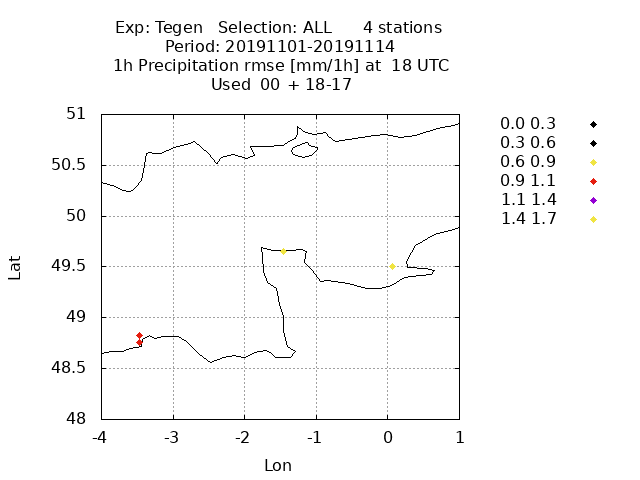 Exp: Tegen Selection: ALL 4 stations
Period: 20191101-20191114
1h Precipitation rmse [mm/1h] at 18 UTC
Used 00 + 18-17
51
50.5
50
49.5
49
48.5
48
Lat
-4 -3 -2 -1 0 1
Lon
0.0 0.3
0.3 0.6
0.6 0.9
0.9 1.1
1.1 1.4
1.4 1.7